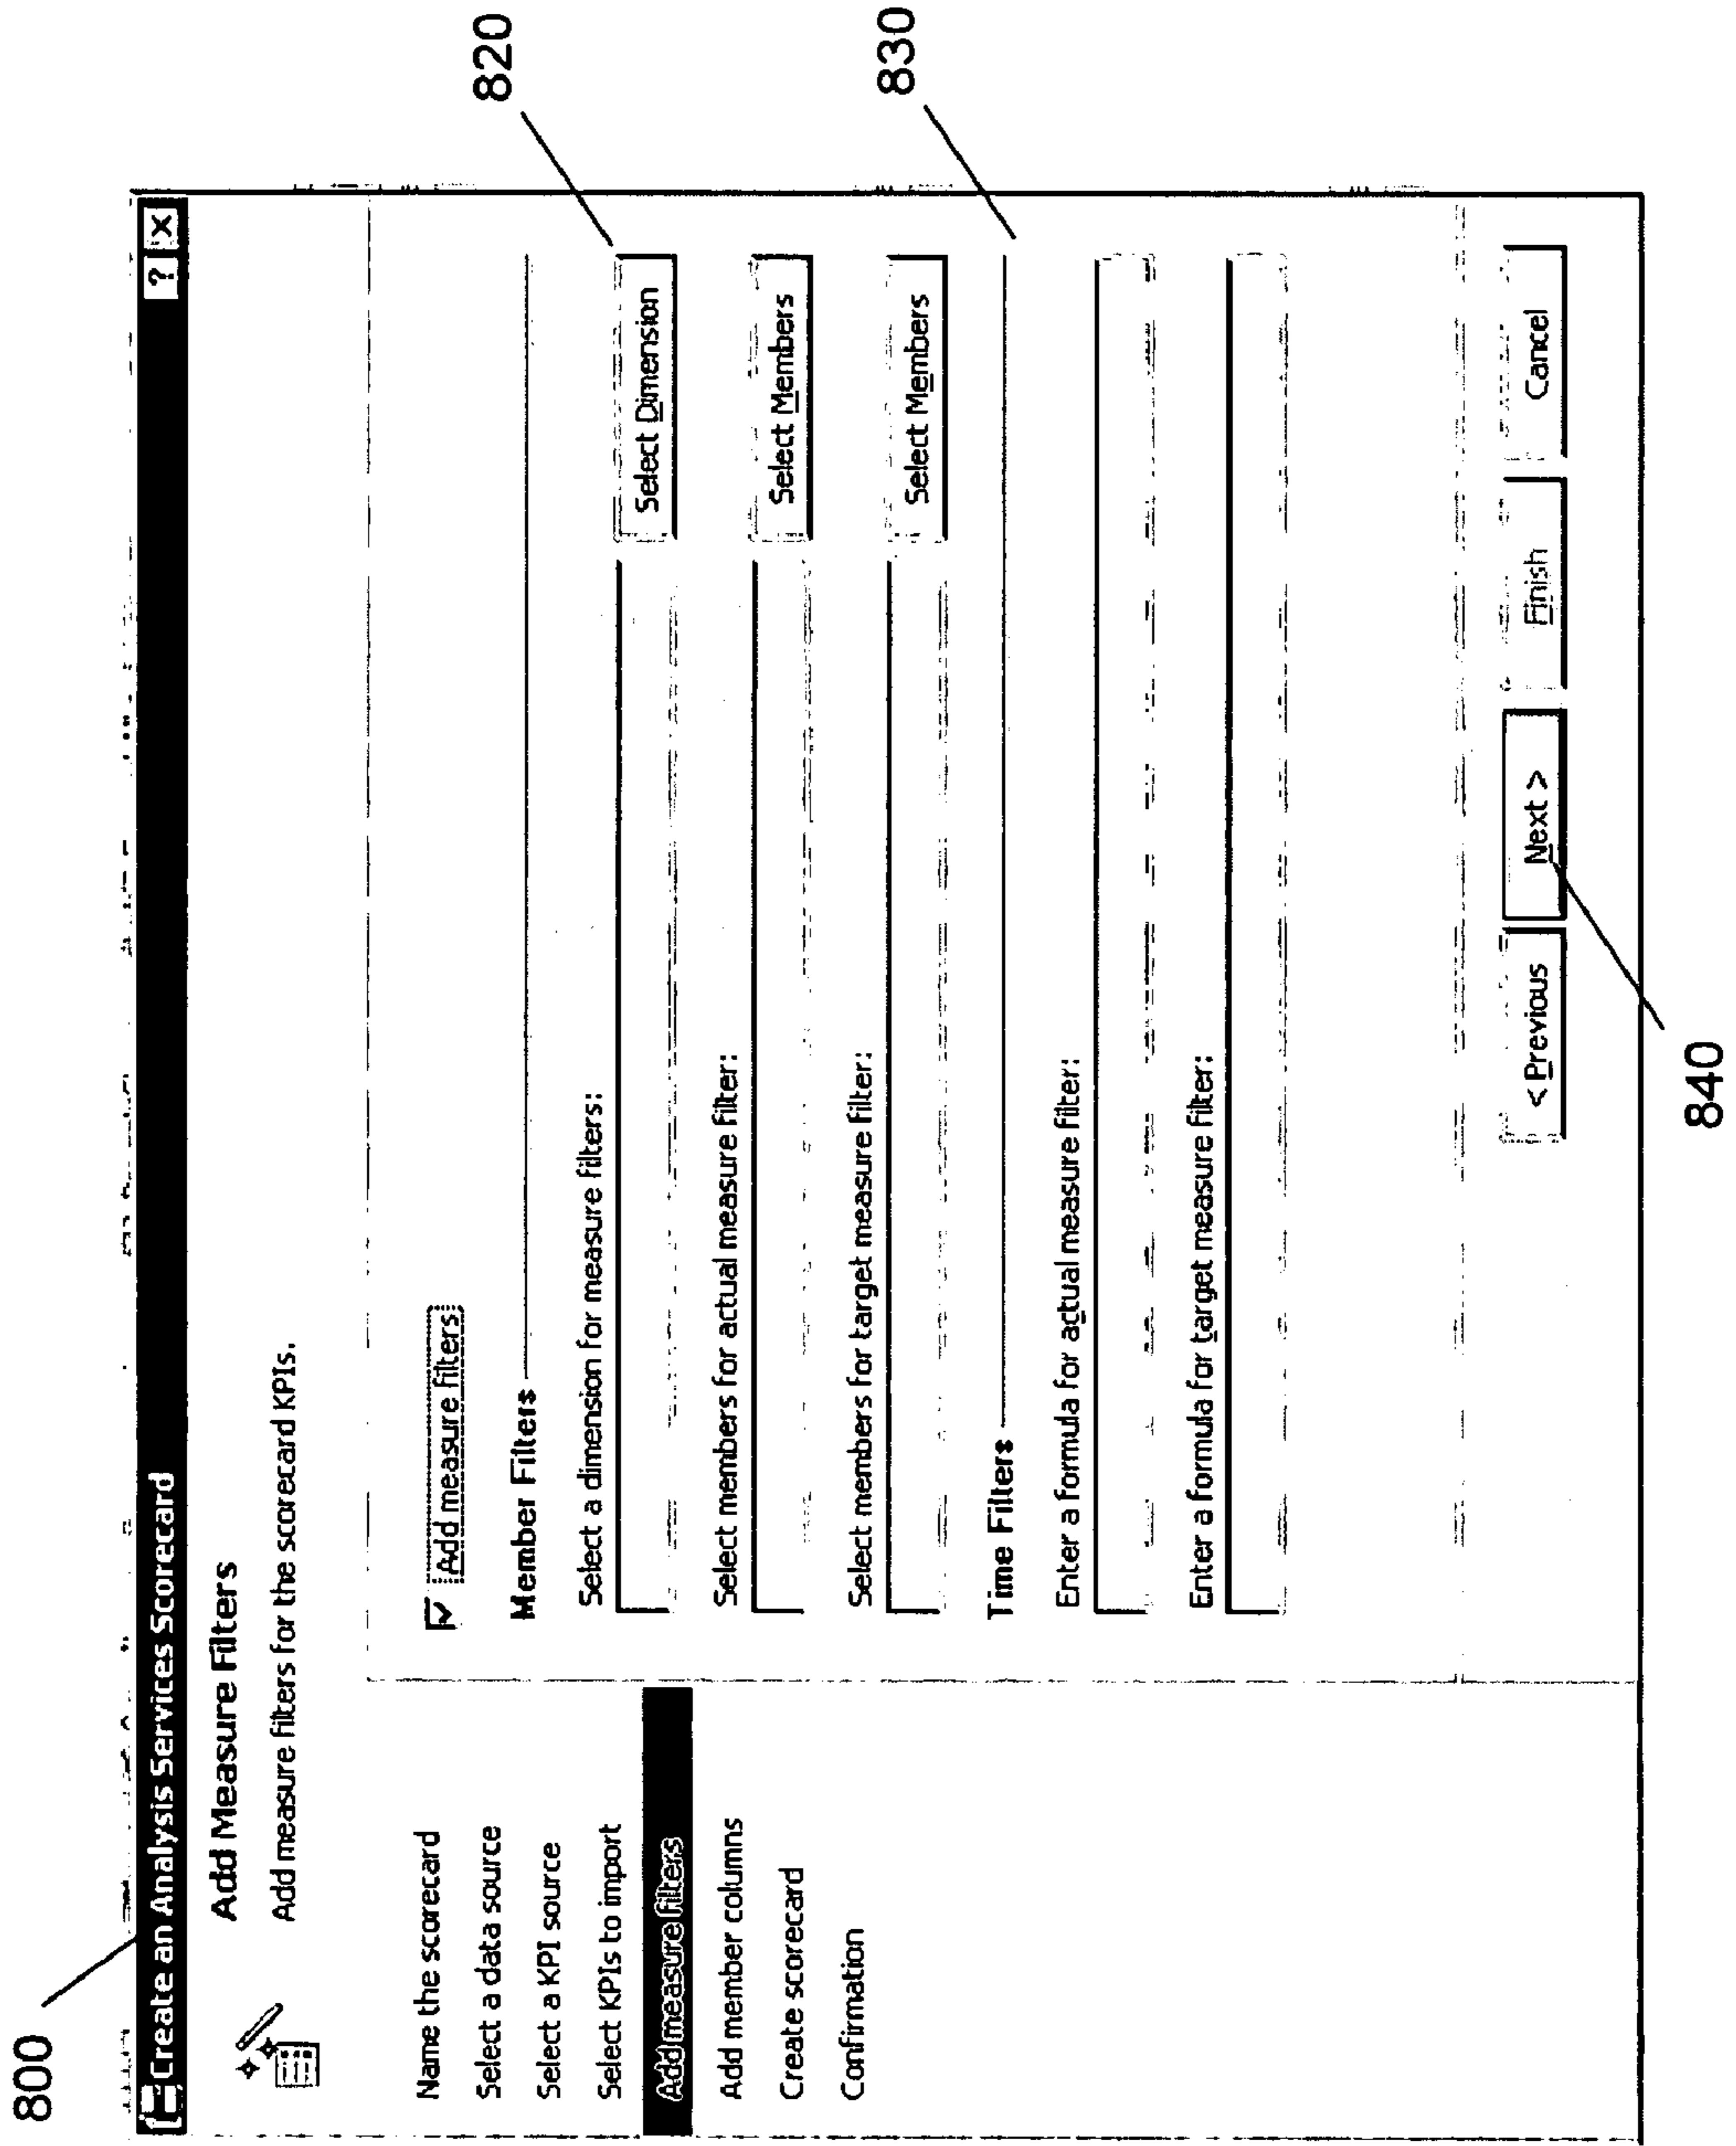 800
Create an Analysis Services Scorecard
? X
Add Measure Filters
Add measure filters for the scorecard KPIs.
Name the scorecard
Select a data source
Select a KPI source
Select KPIs to import
Add measure filters
Add member columns
Create scorecard
Confirmation
Add measure filters
Member Filters
820
Select a dimension for measure filters:
Select Dimension
Select members for actual measure filter:
Select Members
Select members for target measure filter:
Select Members
Time Filters
830
Enter a formula for actual measure filter:
Enter a formula for target measure filter:
< Previous
Next >
Finish
Cancel
840